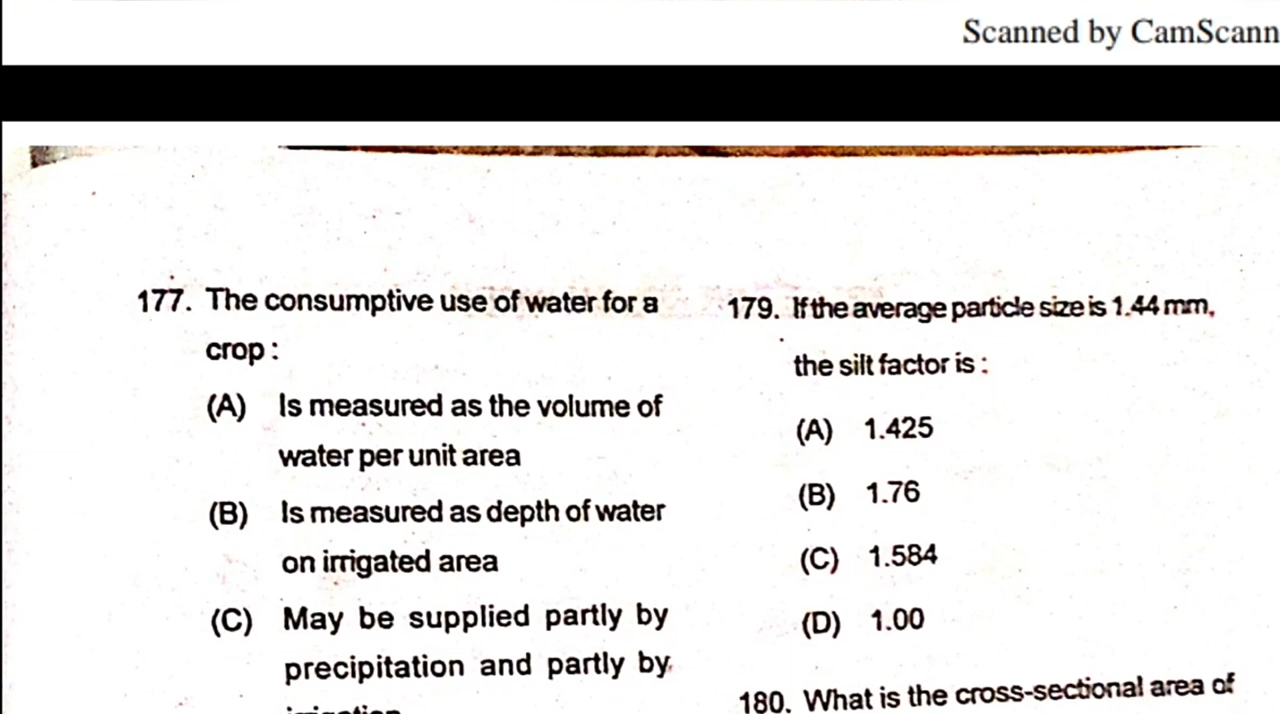 Scanned by CamScann
177. The consumptive use of water for a
crop :
(A) Is measured as the volume of
water per unit area
(B) Is measured as depth of water
on irrigated area
(C) May be supplied partly by
precipitation and partly by
179. If the average particle size is 1.44 mm,
the silt factor is :
(A) 1.425
(B) 1.76
(C) 1.584
(D) 1.00
180. What is the cross-sectional area of